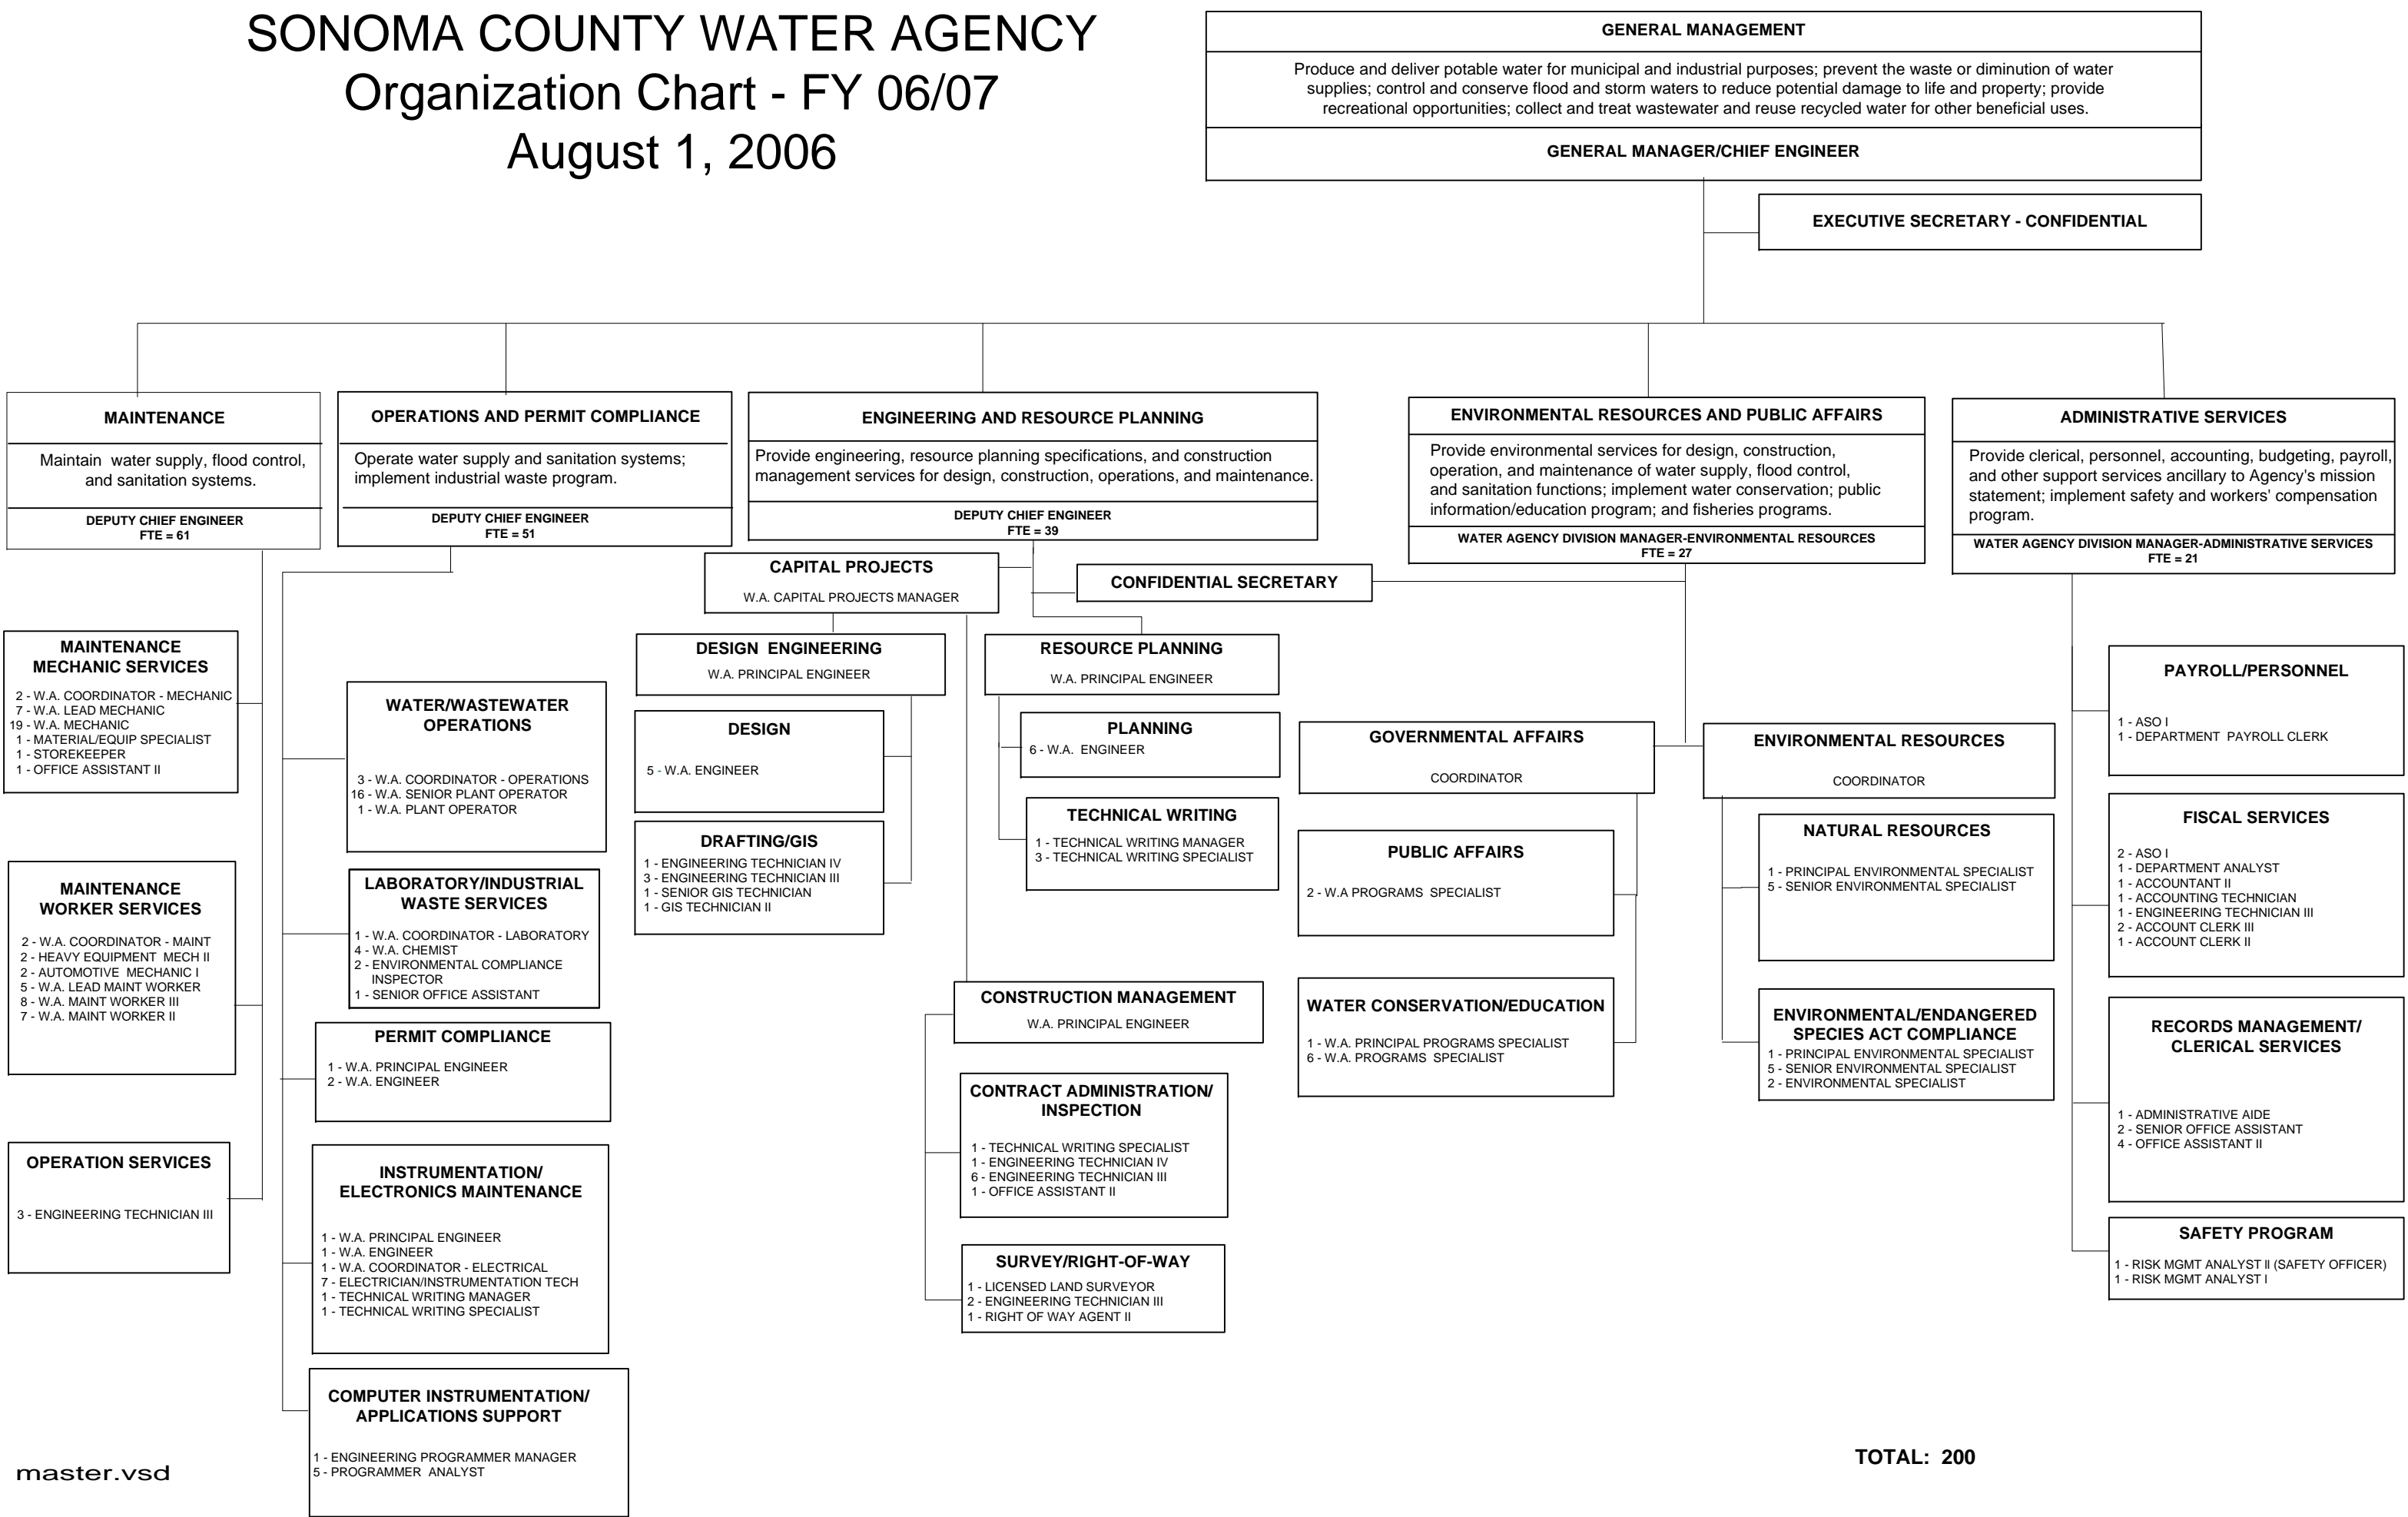 SONOMA COUNTY WATER AGENCY
Organization Chart - FY 06/07
August 1, 2006
GENERAL MANAGEMENT
Produce and deliver potable water for municipal and industrial purposes; prevent the waste or diminution of water
supplies; control and conserve flood and storm waters to reduce potential damage to life and property; provide
recreational opportunities; collect and treat wastewater and reuse recycled water for other beneficial uses.
GENERAL MANAGER/CHIEF ENGINEER
EXECUTIVE SECRETARY - CONFIDENTIAL
MAINTENANCE
Maintain water supply, flood control,
and sanitation systems.
DEPUTY CHIEF ENGINEER
FTE = 61
OPERATIONS AND PERMIT COMPLIANCE
Operate water supply and sanitation systems;
implement industrial waste program.
DEPUTY CHIEF ENGINEER
FTE = 51
ENGINEERING AND RESOURCE PLANNING
Provide engineering, resource planning specifications, and construction
management services for design, construction, operations, and maintenance.
DEPUTY CHIEF ENGINEER
FTE = 39
ENVIRONMENTAL RESOURCES AND PUBLIC AFFAIRS
Provide environmental services for design, construction,
operation, and maintenance of water supply, flood control,
and sanitation functions; implement water conservation; public
information/education program; and fisheries programs.
WATER AGENCY DIVISION MANAGER-ENVIRONMENTAL RESOURCES
FTE = 27
ADMINISTRATIVE SERVICES
Provide clerical, personnel, accounting, budgeting, payroll,
and other support services ancillary to Agency's mission
statement; implement safety and workers' compensation
program.
WATER AGENCY DIVISION MANAGER-ADMINISTRATIVE SERVICES
FTE = 21
MAINTENANCE
MECHANIC SERVICES
2 - W.A. COORDINATOR - MECHANIC
7 - W.A. LEAD MECHANIC
19 - W.A. MECHANIC
1 - MATERIAL/EQUIP SPECIALIST
1 - STOREKEEPER
1 - OFFICE ASSISTANT II
MAINTENANCE
WORKER SERVICES
2 - W.A. COORDINATOR - MAINT
2 - HEAVY EQUIPMENT MECH II
2 - AUTOMOTIVE MECHANIC I
5 - W.A. LEAD MAINT WORKER
8 - W.A. MAINT WORKER III
7 - W.A. MAINT WORKER II
OPERATION SERVICES
3 - ENGINEERING TECHNICIAN III
WATER/WASTEWATER
OPERATIONS
3 - W.A. COORDINATOR - OPERATIONS
16 - W.A. SENIOR PLANT OPERATOR
1 - W.A. PLANT OPERATOR
LABORATORY/INDUSTRIAL
WASTE SERVICES
1 - W.A. COORDINATOR - LABORATORY
4 - W.A. CHEMIST
2 - ENVIRONMENTAL COMPLIANCE
INSPECTOR
1 - SENIOR OFFICE ASSISTANT
PERMIT COMPLIANCE
1 - W.A. PRINCIPAL ENGINEER
2 - W.A. ENGINEER
INSTRUMENTATION/
ELECTRONICS MAINTENANCE
1 - W.A. PRINCIPAL ENGINEER
1 - W.A. ENGINEER
1 - W.A. COORDINATOR - ELECTRICAL
7 - ELECTRICIAN/INSTRUMENTATION TECH
1 - TECHNICAL WRITING MANAGER
1 - TECHNICAL WRITING SPECIALIST
COMPUTER INSTRUMENTATION/
APPLICATIONS SUPPORT
1 - ENGINEERING PROGRAMMER MANAGER
5 - PROGRAMMER ANALYST
CAPITAL PROJECTS
W.A. CAPITAL PROJECTS MANAGER
CONFIDENTIAL SECRETARY
DESIGN ENGINEERING
W.A. PRINCIPAL ENGINEER
DESIGN
5 - W.A. ENGINEER
DRAFTING/GIS
1 - ENGINEERING TECHNICIAN IV
3 - ENGINEERING TECHNICIAN III
1 - SENIOR GIS TECHNICIAN
1 - GIS TECHNICIAN II
RESOURCE PLANNING
W.A. PRINCIPAL ENGINEER
PLANNING
6 - W.A. ENGINEER
TECHNICAL WRITING
1 - TECHNICAL WRITING MANAGER
3 - TECHNICAL WRITING SPECIALIST
CONSTRUCTION MANAGEMENT
W.A. PRINCIPAL ENGINEER
CONTRACT ADMINISTRATION/
INSPECTION
1 - TECHNICAL WRITING SPECIALIST
1 - ENGINEERING TECHNICIAN IV
6 - ENGINEERING TECHNICIAN III
1 - OFFICE ASSISTANT II
SURVEY/RIGHT-OF-WAY
1 - LICENSED LAND SURVEYOR
2 - ENGINEERING TECHNICIAN III
1 - RIGHT OF WAY AGENT II
GOVERNMENTAL AFFAIRS
COORDINATOR
PUBLIC AFFAIRS
2 - W.A PROGRAMS SPECIALIST
WATER CONSERVATION/EDUCATION
1 - W.A. PRINCIPAL PROGRAMS SPECIALIST
6 - W.A. PROGRAMS SPECIALIST
ENVIRONMENTAL RESOURCES
COORDINATOR
NATURAL RESOURCES
1 - PRINCIPAL ENVIRONMENTAL SPECIALIST
5 - SENIOR ENVIRONMENTAL SPECIALIST
ENVIRONMENTAL/ENDANGERED
SPECIES ACT COMPLIANCE
1 - PRINCIPAL ENVIRONMENTAL SPECIALIST
5 - SENIOR ENVIRONMENTAL SPECIALIST
2 - ENVIRONMENTAL SPECIALIST
PAYROLL/PERSONNEL
1 - ASO I
1 - DEPARTMENT PAYROLL CLERK
FISCAL SERVICES
2 - ASO I
1 - DEPARTMENT ANALYST
1 - ACCOUNTANT II
1 - ACCOUNTING TECHNICIAN
1 - ENGINEERING TECHNICIAN III
2 - ACCOUNT CLERK III
1 - ACCOUNT CLERK II
RECORDS MANAGEMENT/
CLERICAL SERVICES
1 - ADMINISTRATIVE AIDE
2 - SENIOR OFFICE ASSISTANT
4 - OFFICE ASSISTANT II
SAFETY PROGRAM
1 - RISK MGMT ANALYST II (SAFETY OFFICER)
1 - RISK MGMT ANALYST I
TOTAL: 200
master.vsd